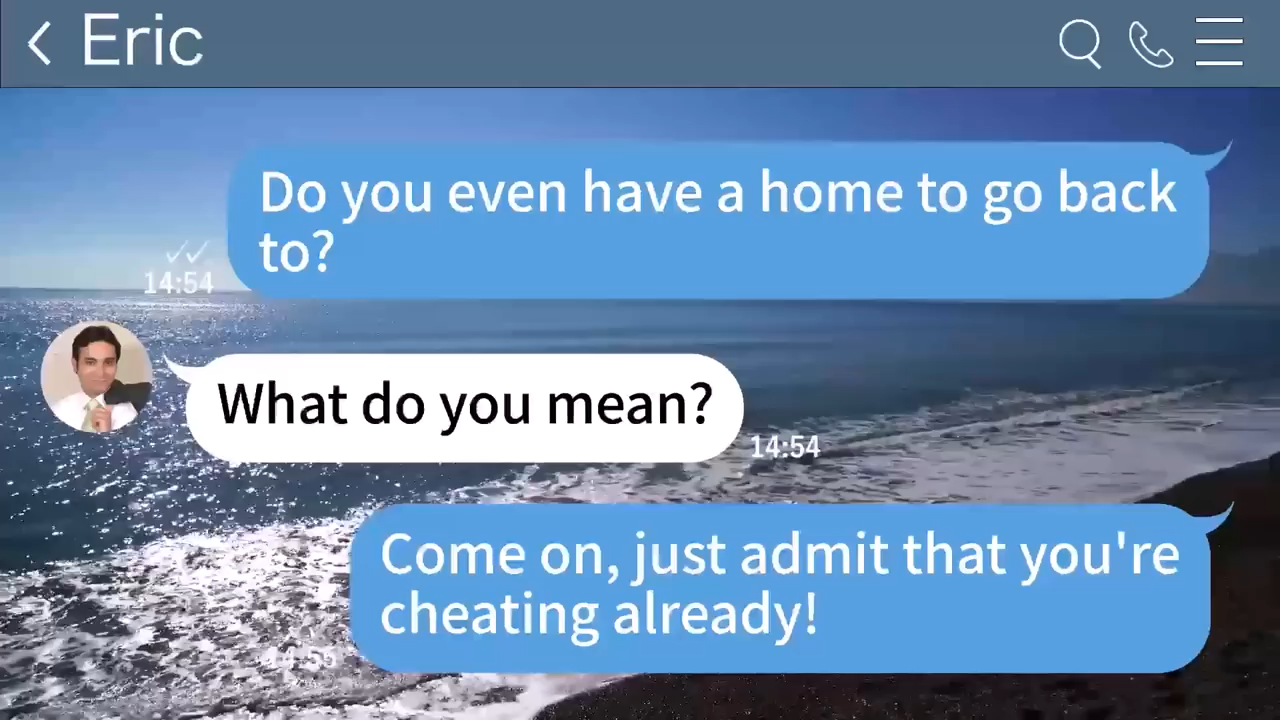 Eric
Do you even have a home to go back
to?
14:54
What do you mean?
14:54
Come on, just admit that you're
cheating already!